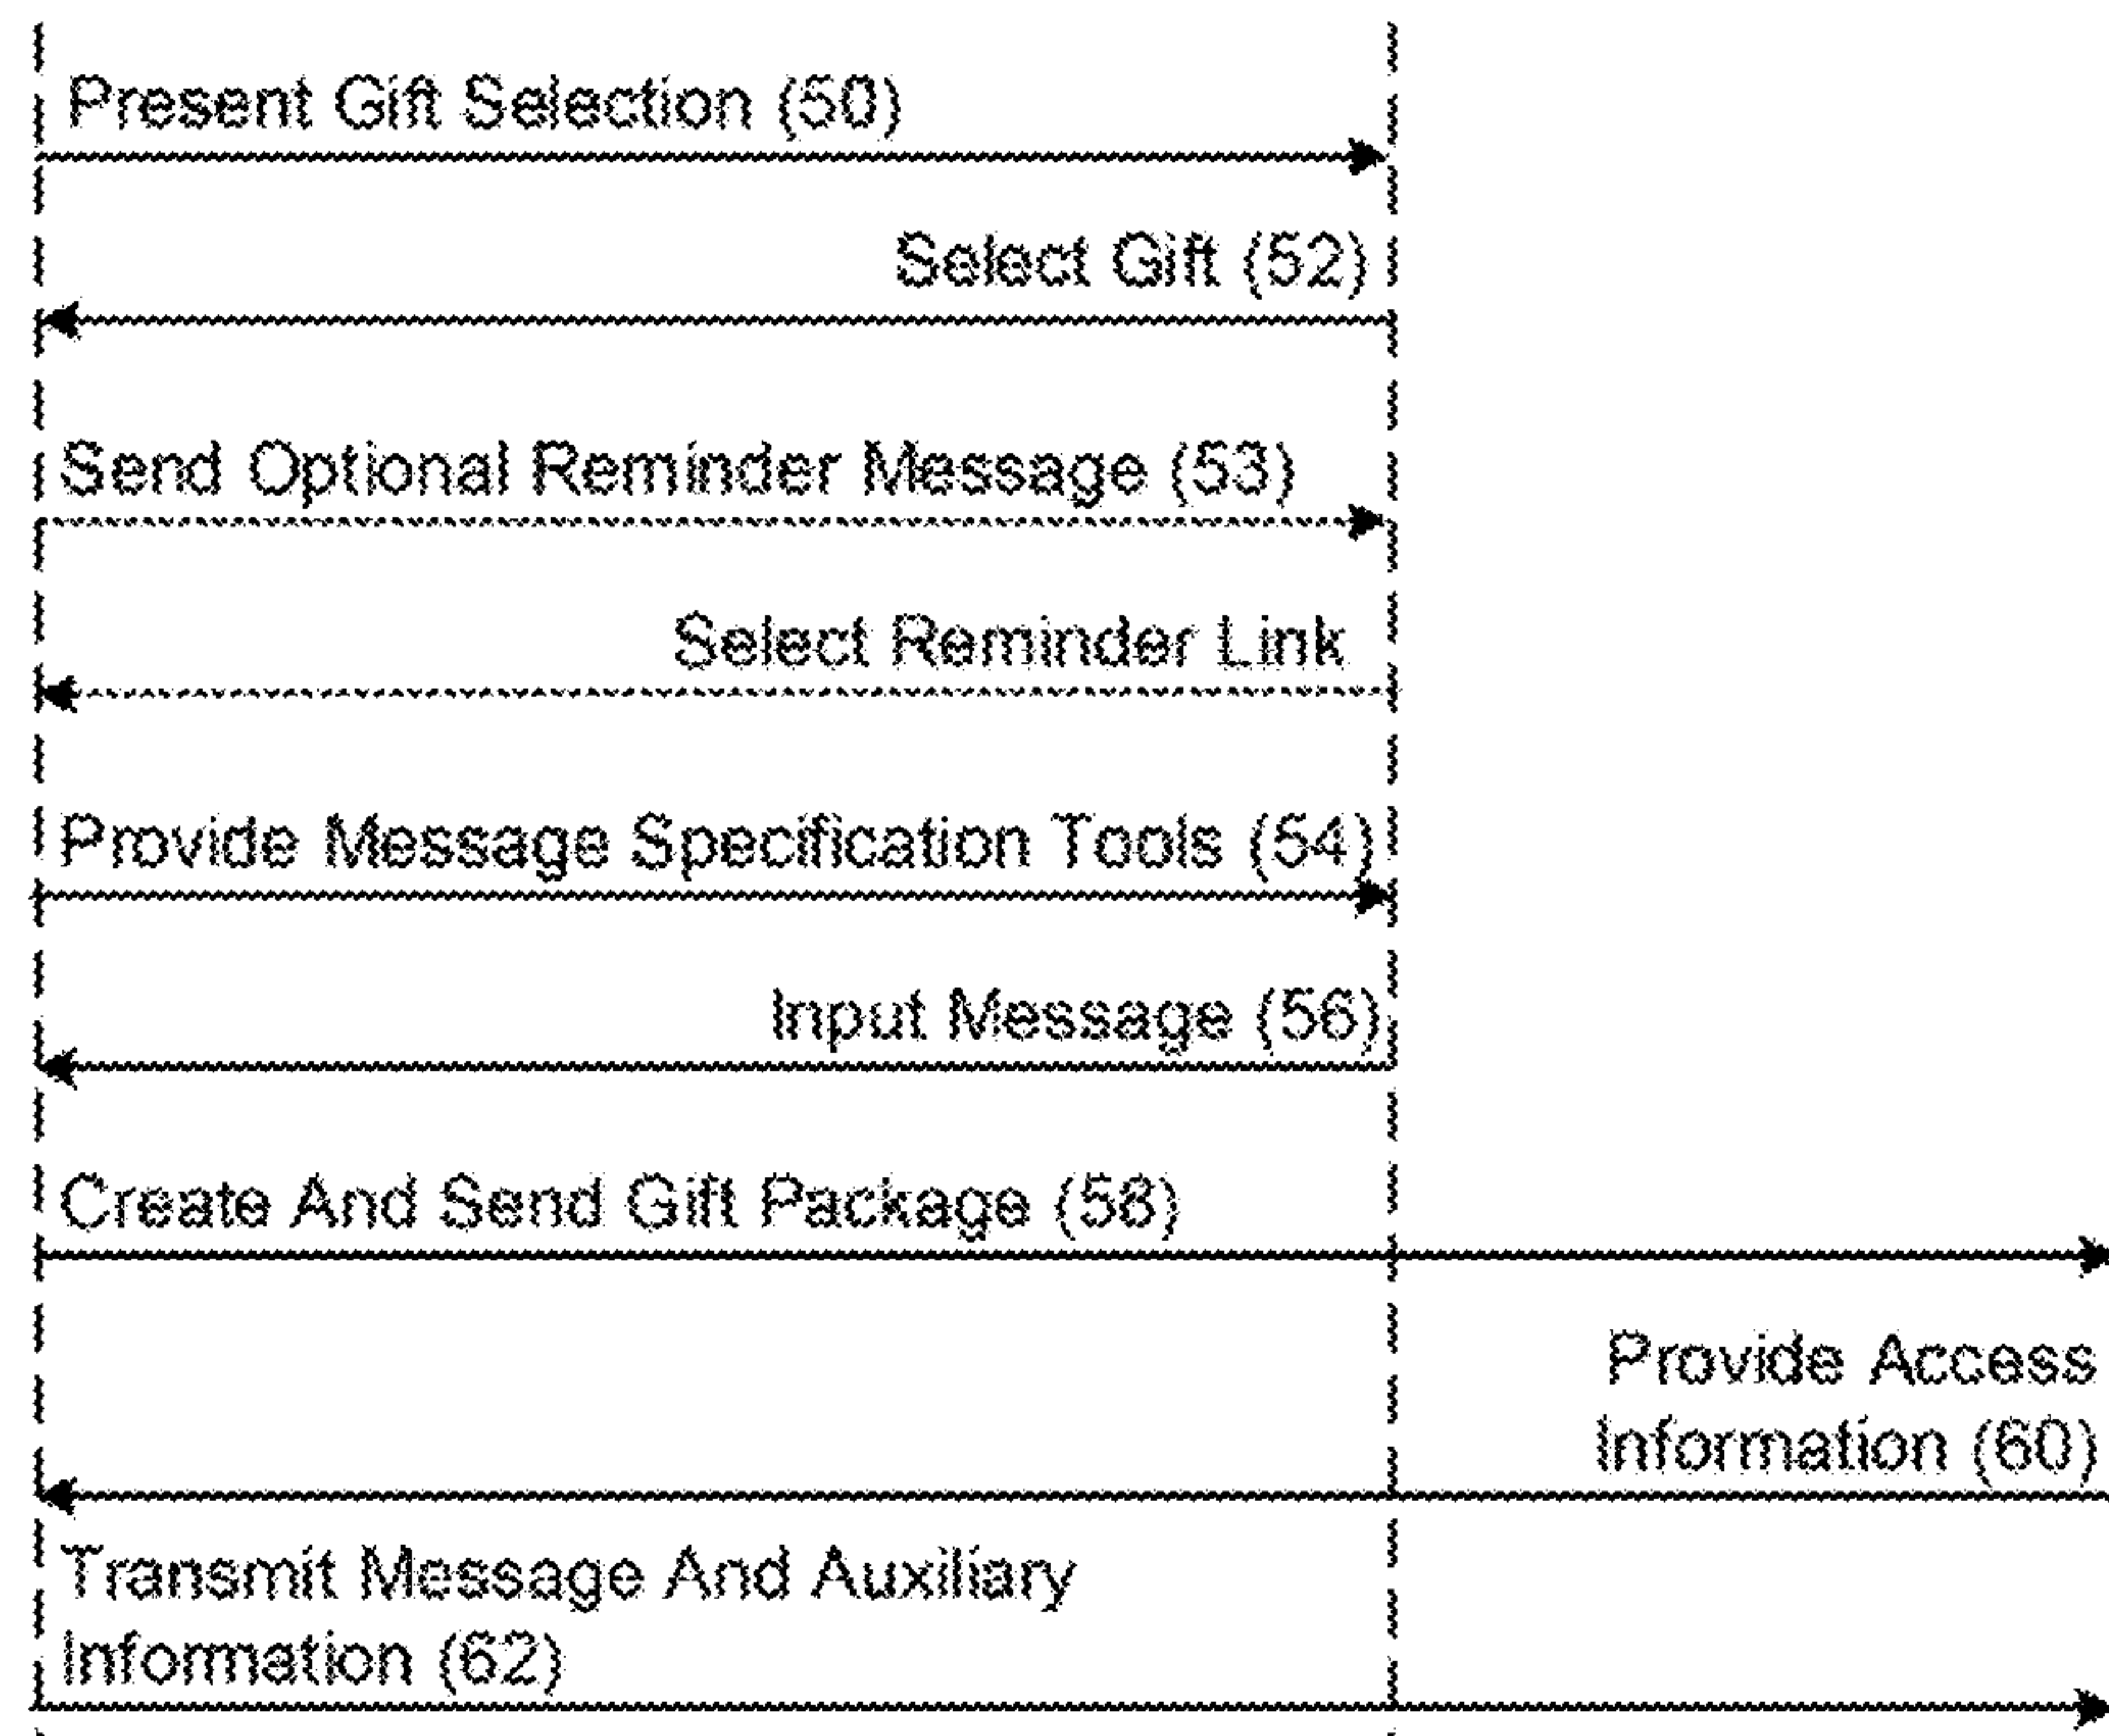 Present Gift Selection (50)
Select Gift (52)
Send Optional Reminder Message (53)
Select Reminder Link
Provide Message Specification Tools (54)
Input Message (56)
Create And Send Gift Package (58)
Provide Access
Information (60)
Transmit Message And Auxiliary
Information (62)